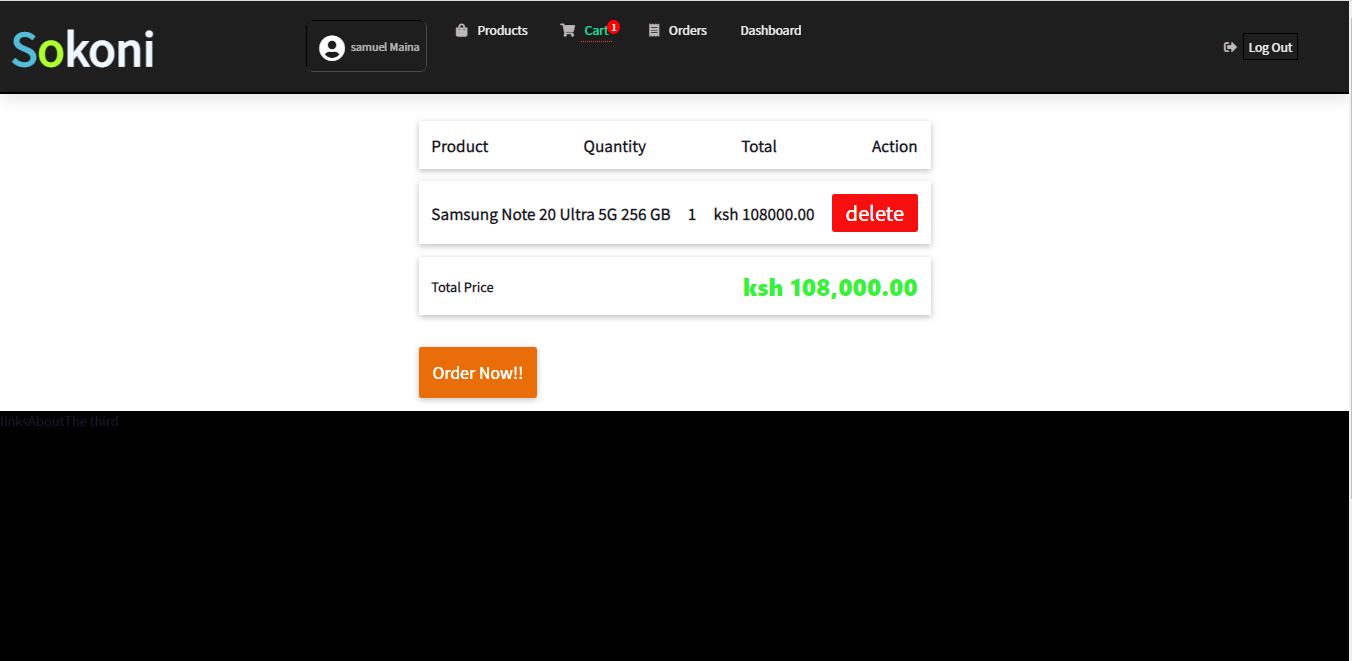 Sokoni
samuel Maina
Products
Cart 1
Orders
Dashboard
Log Out
Product Quantity Total Action
Samsung Note 20 Ultra 5G 256 GB 1 ksh 108000.00 delete
Total Price ksh 108,000.00
Order Now!!
linksAboutThe third